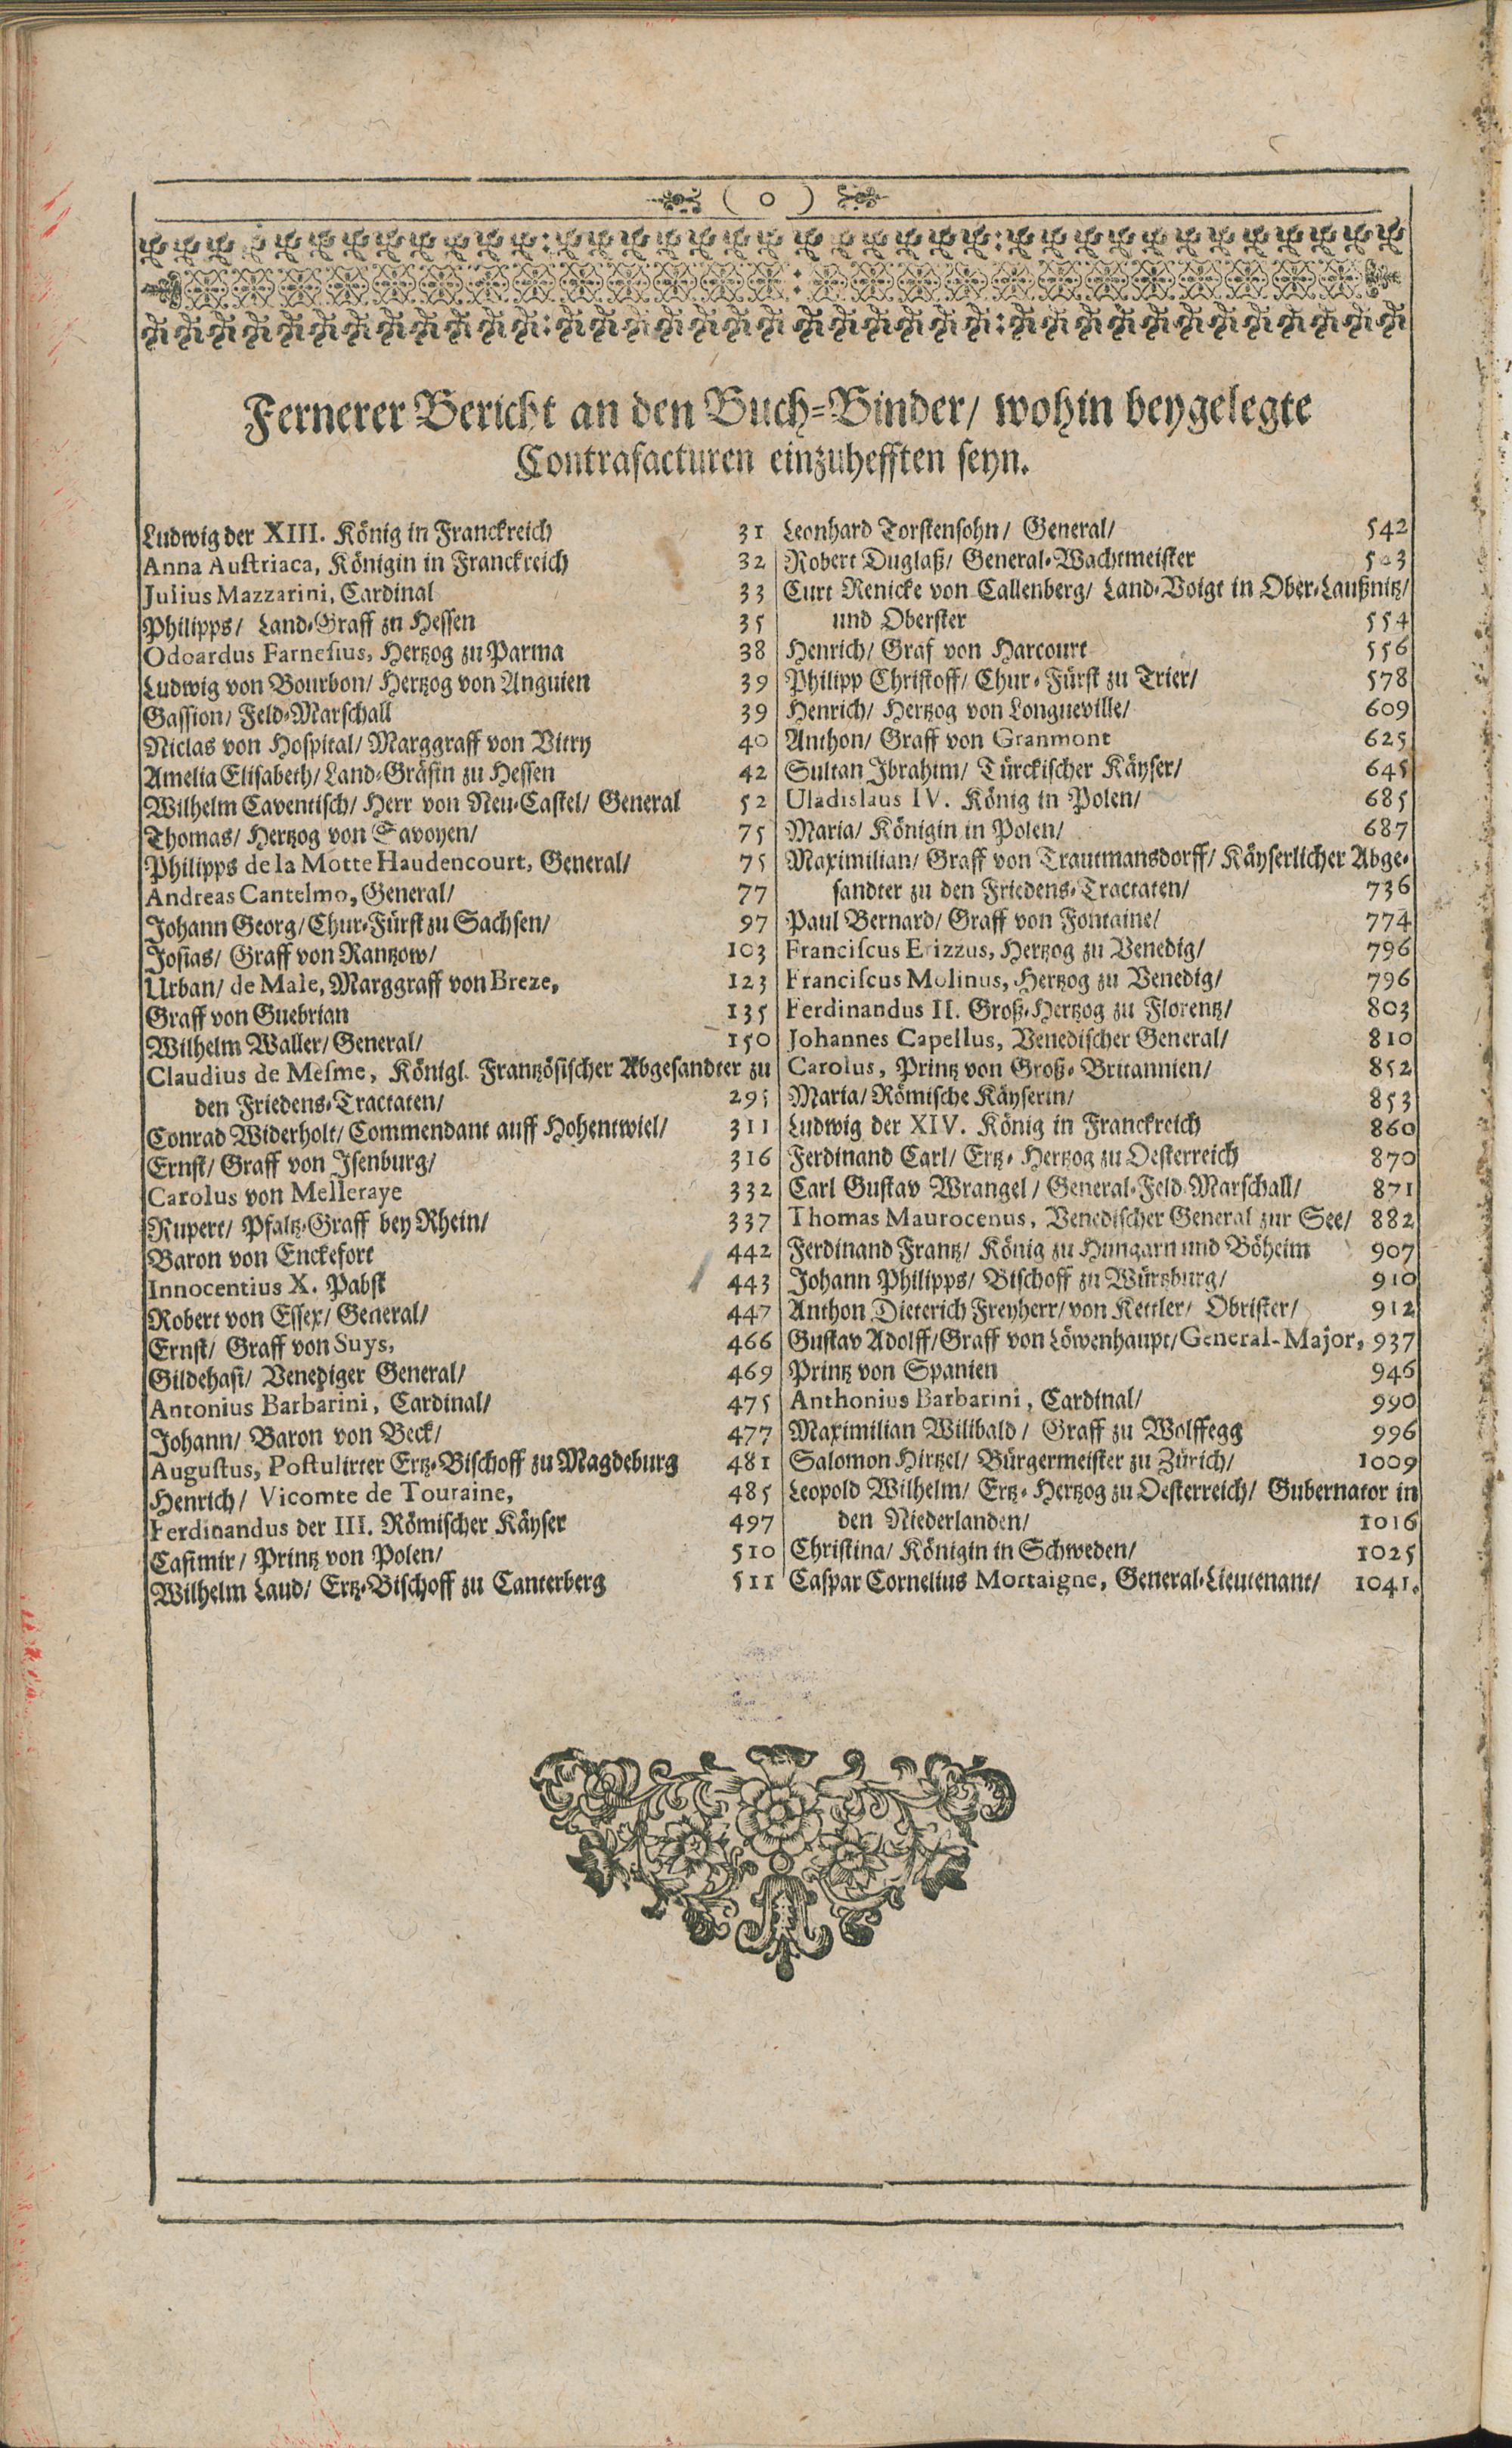 ( o )
Fernerer Bericht an den Buch-Binder/ wohin beygelegte
Contrafacturen einzuhefften seyn.
Ludwig der XIII. König in Franckreich 31
Anna Auſtriaca, Königin in Franckreich 32
Julius Mazzarini, Cardinal 33
Philipps/ Land-Graff zu Hessen 35
Odoardus Farneſius, Hertzog zu Parma 38
Ludwig von Bourbon/ Hertzog von Anguien 39
Gaſſion/ Feld-Marſchall 39
Niclas von Hoſpital/ Marggraff von Vitry 40
Amelia Eliſabeth/ Land-Gräfin zu Heſſen 42
Wilhelm Caventiſch/ Herr von Neu-Caſtel/ General 52
Thomas/ Hertzog von Savoyen/ 75
Philipps de la Motte Haudencourt, General/ 75
Andreas Cantelmo, General/ 77
Johann Georg/ Chur-Fürſt zu Sachſen/ 97
Joſias/ Graff von Rantzow/ 103
Urban/ de Male, Marggraff von Breze, 123
Graff von Guebrian 135
Wilhelm Waller/ General/ 150
Claudius de Meſme, Königl. Frantzöſiſcher Abgeſandter zu
den Friedens-Tractaten/ 295
Conrad Widerholt/ Commendant auff Hohentwiel/ 311
Ernſt/ Graff von Iſenburg/ 316
Carolus von Melleraye 332
Rupert/ Pfaltz-Graff bey Rhein/ 337
Baron von Enckefort 442
Innocentius X. Pabſt 443
Robert von Eſſex/ General/ 447
Ernſt/ Graff von Suys, 466
Gildehaſi/ Venediger General/ 469
Antonius Barbarini, Cardinal/ 475
Johann/ Baron von Beck/ 477
Auguſtus, Poſtulirter Ertz-Biſchoff zu Magdeburg 481
Henrich/ Vicomte de Touraine, 485
Ferdinandus der III. Römiſcher Käyſer 497
Caſimir/ Printz von Polen/ 510
Wilhelm Laud/ Ertz-Biſchoff zu Canterberg 511
Leonhard Torſtenſohn/ General/ 542
Robert Duglaß/ General-Wachtmeiſter
Curt Renicke von Callenberg/ Land-Voigt in Ober-Laußnitz/
und Oberſter 554
Henrich/ Graf von Harcourt 556
Philipp Chriſtoff/ Chur-Fürſt zu Trier/ 578
Henrich/ Hertzog von Longueville/ 609
Anthon/ Graff von Granmont 625
Sultan Ibrahim/ Türckiſcher Käyſer/ 645
Uladislaus IV. König in Polen/ 685
Maria/ Königin in Polen/ 687
Maximilian/ Graff von Trautmansdorff/ Käyſerlicher Abge-
ſandter zu den Friedens-Tractaten/ 736
Paul Bernard/ Graff von Fontaine/ 774
Franciſcus Erizzus, Hertzog zu Venedig/ 796
Franciſcus Molinus, Hertzog zu Venedig/ 796
Ferdinandus II. Groß-Hertzog zu Florentz/ 803
Johannes Capellus, Venediſcher General/ 810
Carolus, Printz von Groß-Britannien/ 852
Maria/ Römiſche Käyſerin/ 853
Ludwig der XIV. König in Franckreich 860
Ferdinand Carl/ Ertz-Hertzog zu Oeſterreich 870
Carl Guſtav Wrangel/ General-Feld-Marſchall/ 871
Thomas Maurocenus, Venediſcher General zur See/ 882
Ferdinand Frantz/ König zu Hungarn und Böheim 907
Johann Philipps/ Biſchoff zu Würtzburg/ 910
Anthon Dieterich Freyherr/ von Kettler/ Obriſter/ 912
Guſtav Adolff/ Graff von Löwenhaupt/ General-Major, 937
Printz von Spanien 946
Anthonius Barbarini, Cardinal/ 990
Maximilian Wilibald/ Graff zu Wolffegg 996
Salomon Hirtzel/ Bürgermeiſter zu Zürich/ 1009
Leopold Wilhelm/ Ertz-Hertzog zu Oeſterreich/ Gubernator in
den Niederlanden/ 1016
Chriſtina/ Königin in Schweden/ 1025
Caſpar Cornelius Mortaigne, General-Lieutenant/ 1041.